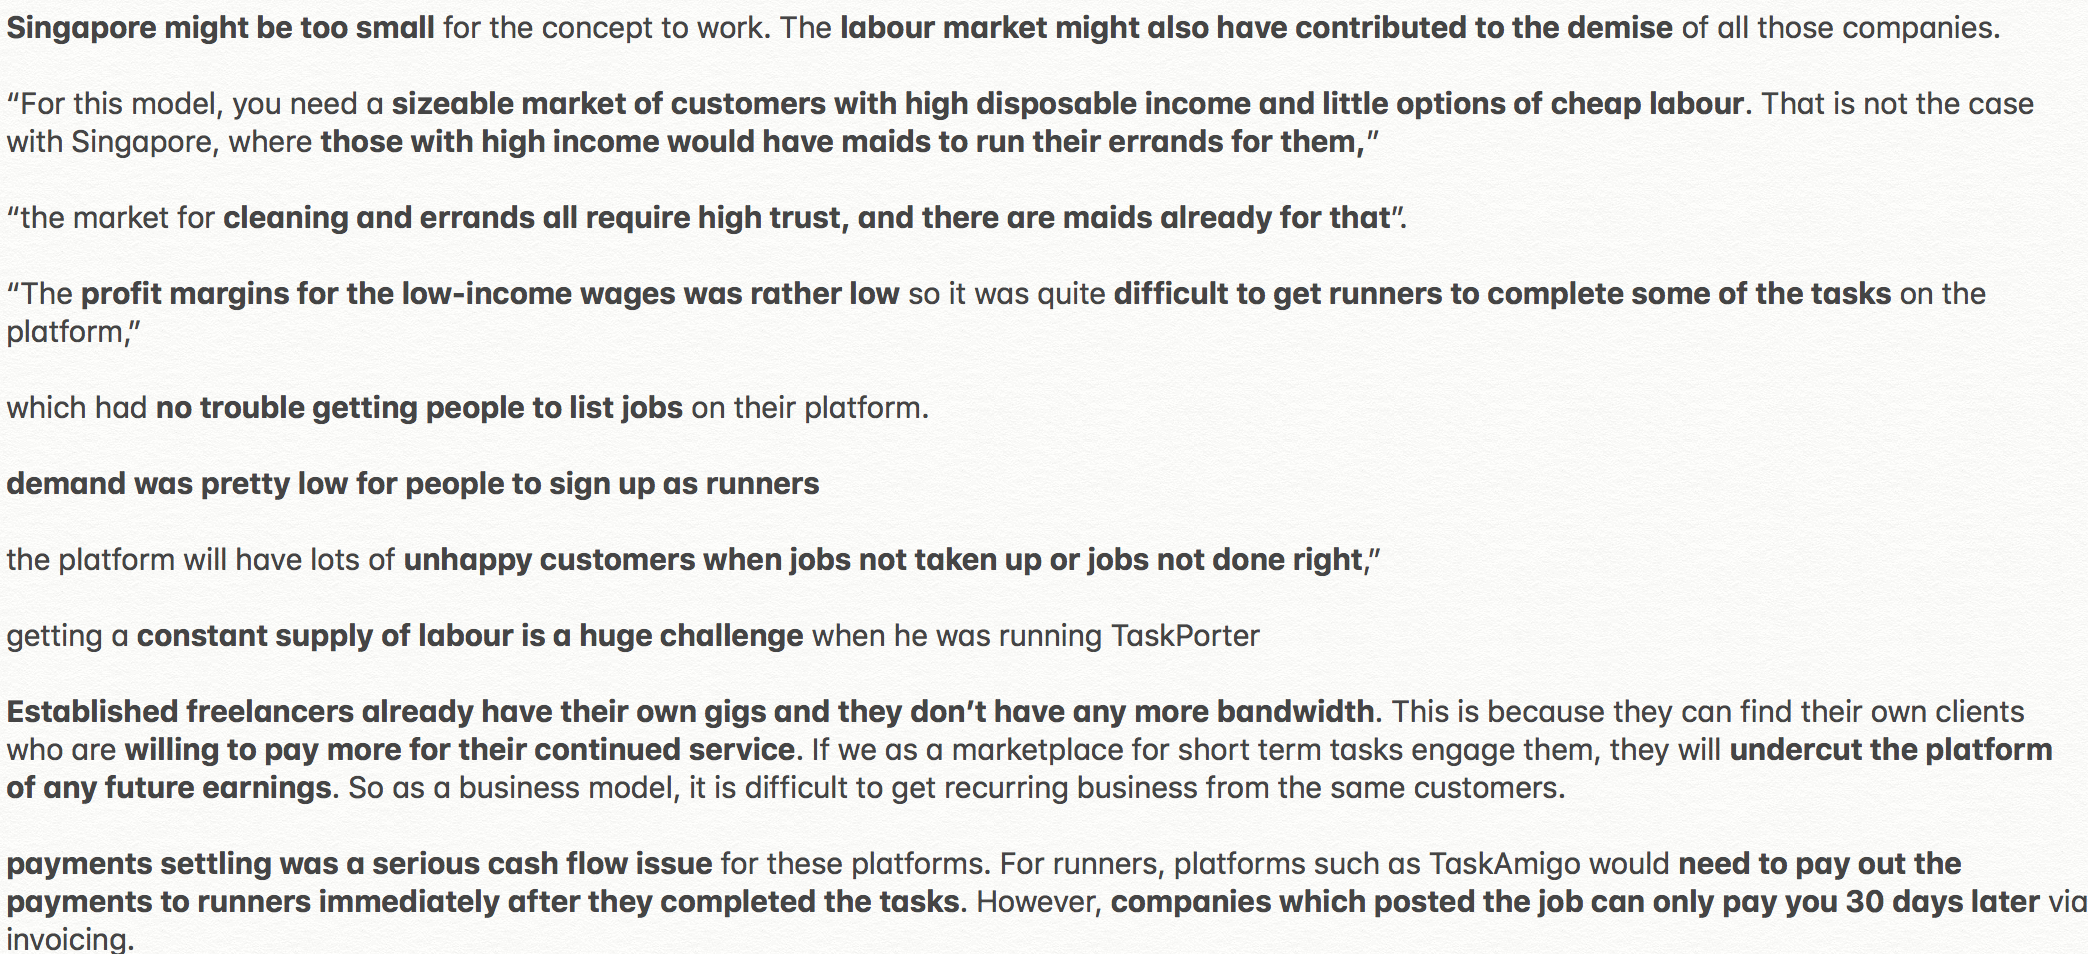 Singapore might be too small for the concept to work. The labour market might also have contributed to the demise of all those companies.
“For this model, you need a sizeable market of customers with high disposable income and little options of cheap labour. That is not the case
with Singapore, where those with high income would have maids to run their errands for them,”
“the market for cleaning and errands all require high trust, and there are maids already for that”.
“The profit margins for the low-income wages was rather low so it was quite difficult to get runners to complete some of the tasks on the
platform,”
which had no trouble getting people to list jobs on their platform.
demand was pretty low for people to sign up as runners
the platform will have lots of unhappy customers when jobs not taken up or jobs not done right,”
getting a constant supply of labour is a huge challenge when he was running TaskPorter
Established freelancers already have their own gigs and they don’t have any more bandwidth. This is because they can find their own clients
who are willing to pay more for their continued service. If we as a marketplace for short term tasks engage them, they will undercut the platform
of any future earnings. So as a business model, it is difficult to get recurring business from the same customers.
payments settling was a serious cash flow issue for these platforms. For runners, platforms such as TaskAmigo would need to pay out the
payments to runners immediately after they completed the tasks. However, companies which posted the job can only pay you 30 days later via
invoicing.